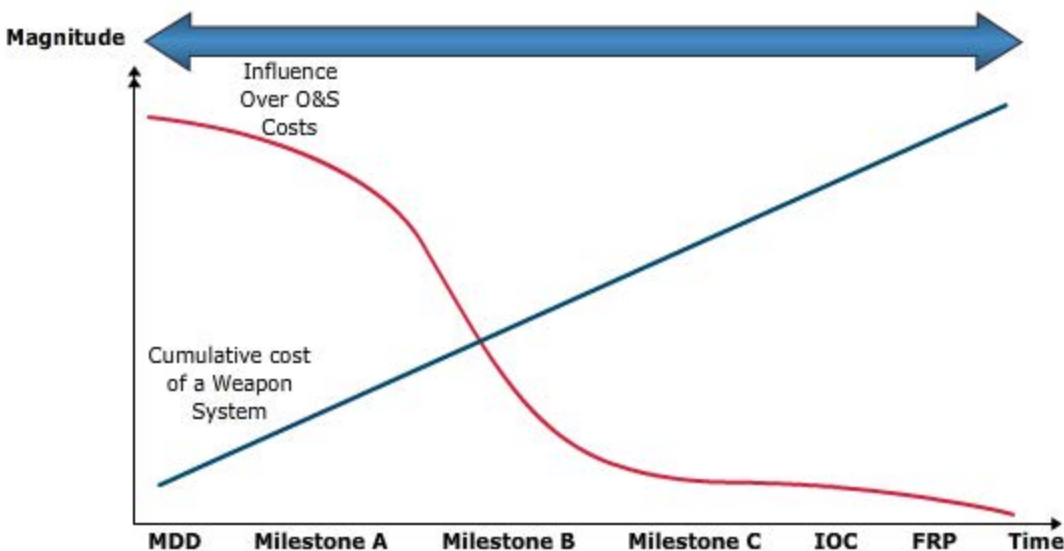 Magnitude
Influence
Over O&S
Costs
Cumulative cost
of a Weapon
System
MDD Milestone A Milestone B Milestone C IOC FRP Time